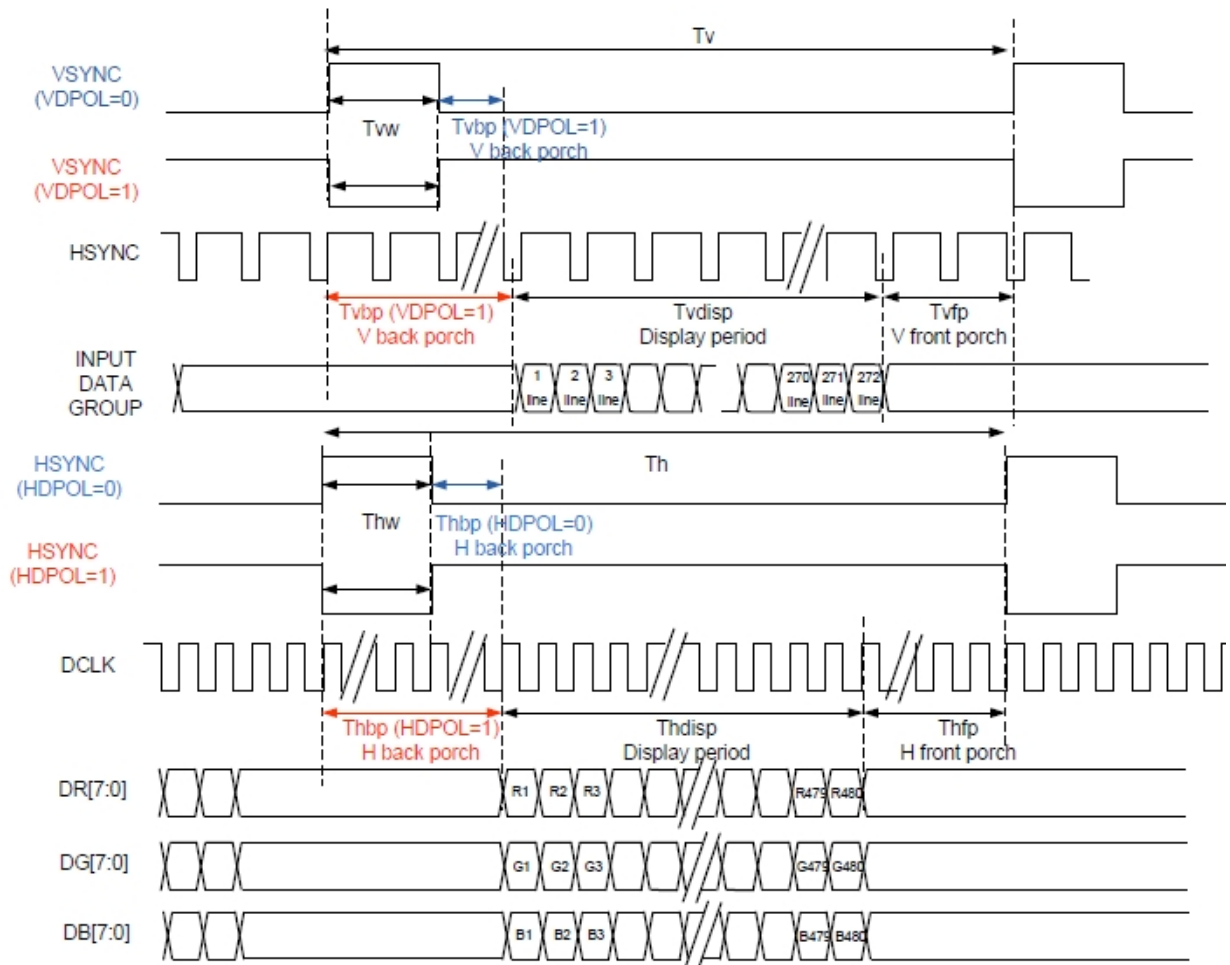 Tv
VSYNC
(VDPOL=0)
Tvw
Tvbp (VDPOL=1)
V back porch
VSYNC
(VDPOL=1)
HSYNC
Tvbp (VDPOL=1)
V back porch
Tvdisp
Display period
Tvfp
V front porch
INPUT
DATA
GROUP
1 line
2 line
3 line
270 line
271 line
272 line
HSYNC
(HDPOL=0)
Th
Thw
Thbp (HDPOL=0)
H back porch
HSYNC
(HDPOL=1)
DCLK
Thbp (HDPOL=1)
H back porch
Thdisp
Display period
Thfp
H front porch
DR[7:0]
R1 R2 R3 R479 R480
DG[7:0]
G1 G2 G3 G479 G480
DB[7:0]
B1 B2 B3 B479 B480